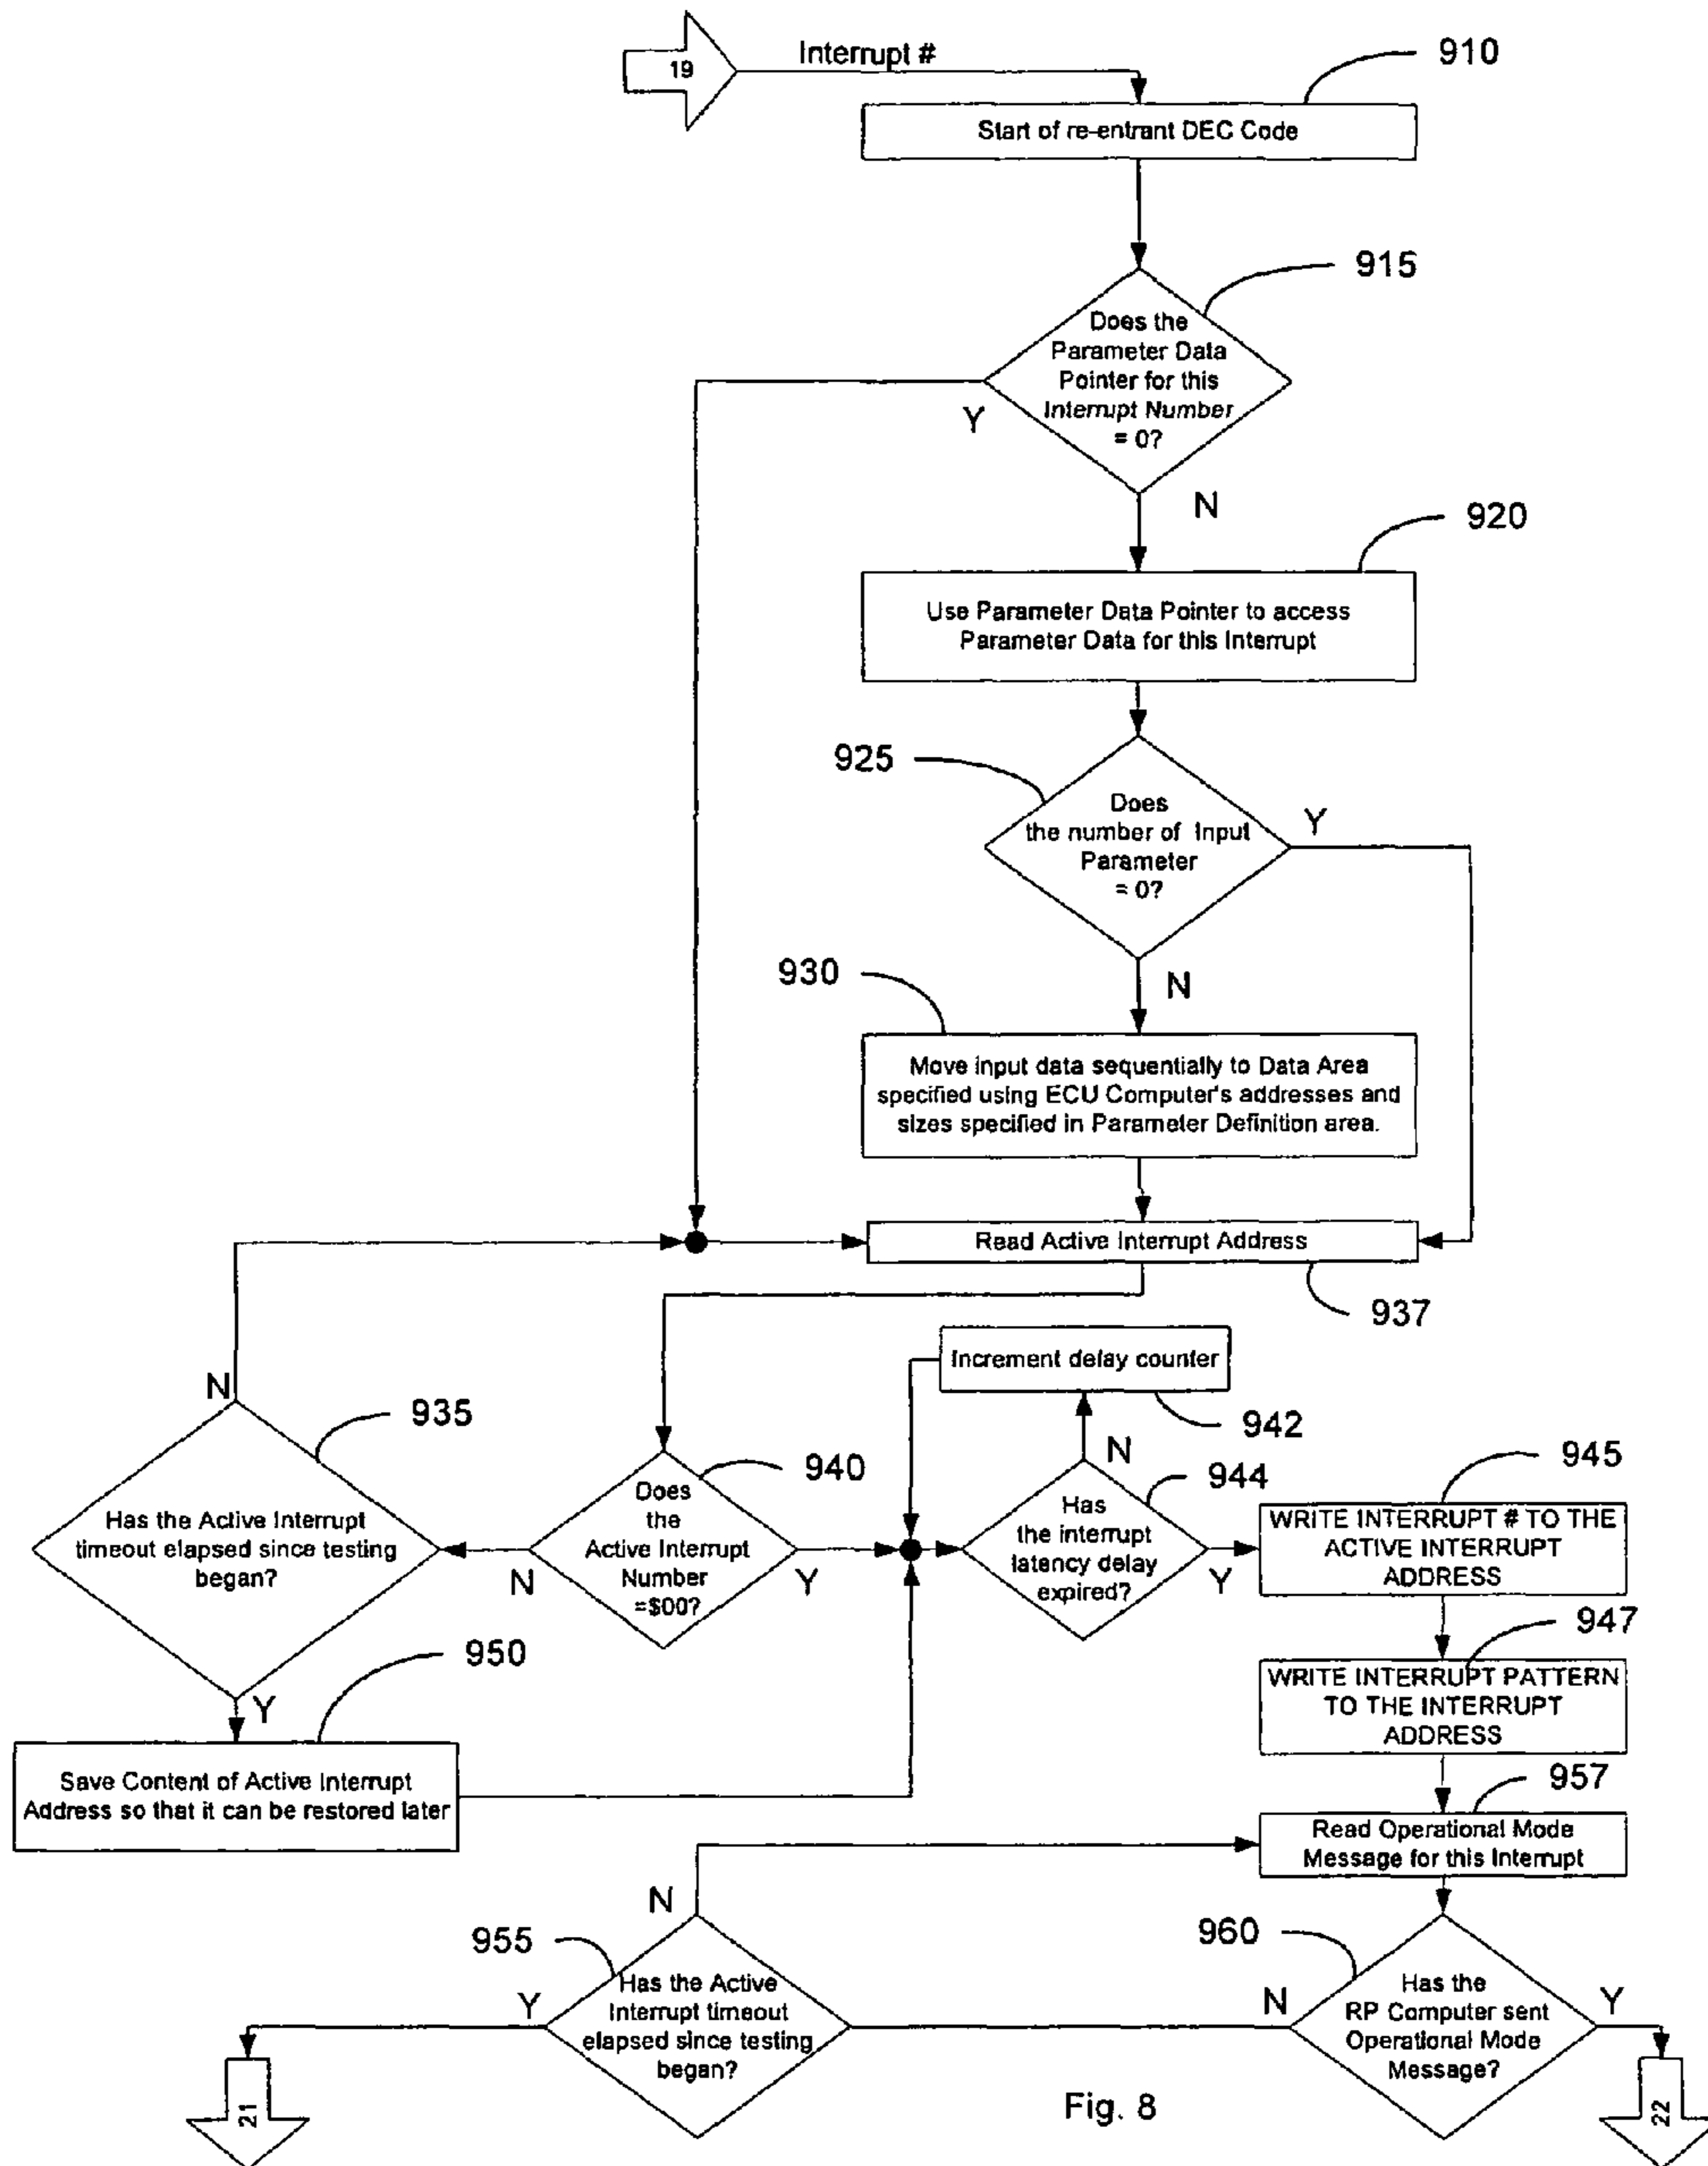 19
Interrupt #
910
Start of re-entrant DEC Code
915
Does the
Parameter Data
Pointer for this
Interrupt Number
= 0?
Y
N
920
Use Parameter Data Pointer to access
Parameter Data for this Interrupt
925
Does
the number of Input
Parameter
= 0?
Y
N
930
Move input data sequentially to Data Area
specified using ECU Computer's addresses and
sizes specified in Parameter Definition area.
Read Active Interrupt Address
937
Increment delay counter
942
N
935
Has the Active Interrupt
timeout elapsed since testing
began?
Y
940
Does
the
Active Interrupt
Number
=$00?
N
Y
N
944
Has
the interrupt
latency delay
expired?
Y
945
WRITE INTERRUPT # TO THE
ACTIVE INTERRUPT
ADDRESS
947
WRITE INTERRUPT PATTERN
TO THE INTERRUPT
ADDRESS
950
Save Content of Active Interrupt
Address so that it can be restored later
957
Read Operational Mode
Message for this Interrupt
N
955
Has the Active
Interrupt timeout
elapsed since testing
began?
Y
960
Has the
RP Computer sent
Operational Mode
Message?
N
Y
21
Fig. 8
22